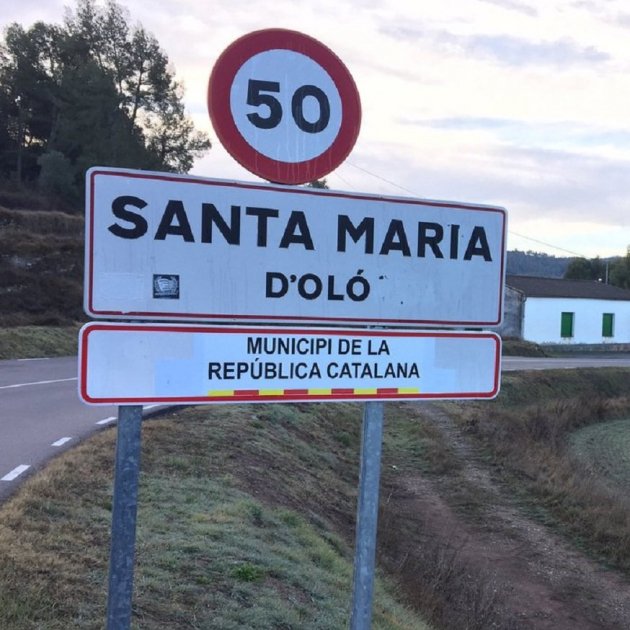 50
SANTA MARIA
D'OLÓ
MUNICIPI DE LA
REPÚBLICA CATALANA